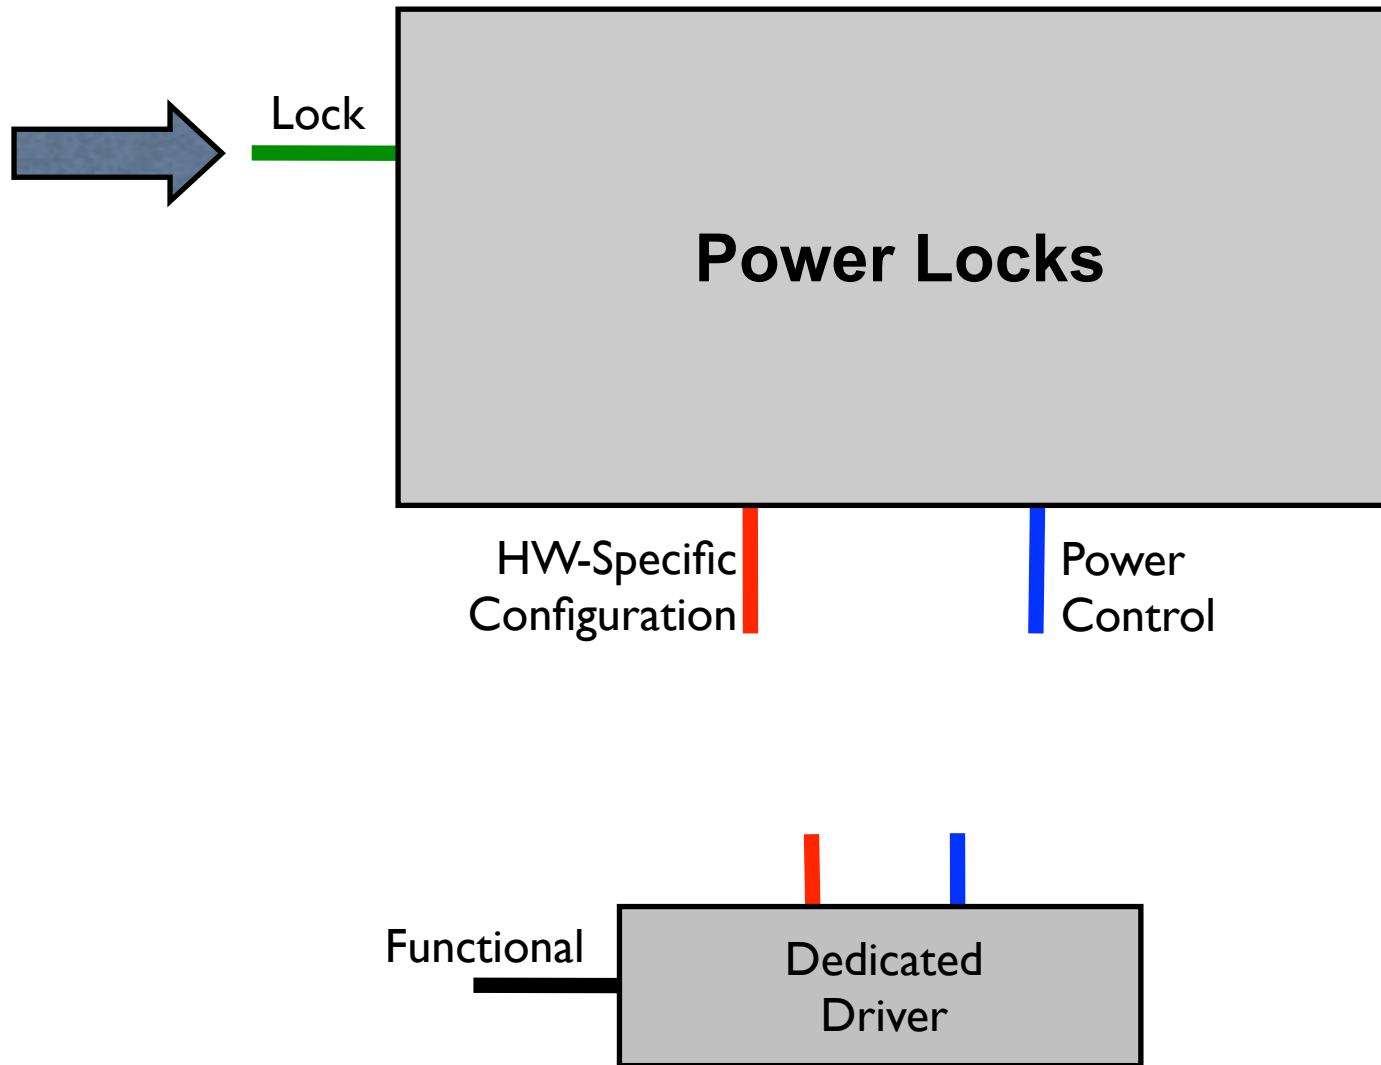 Lock
Power Locks
HW-Specific
Configuration
Power
Control
Functional
Dedicated
Driver